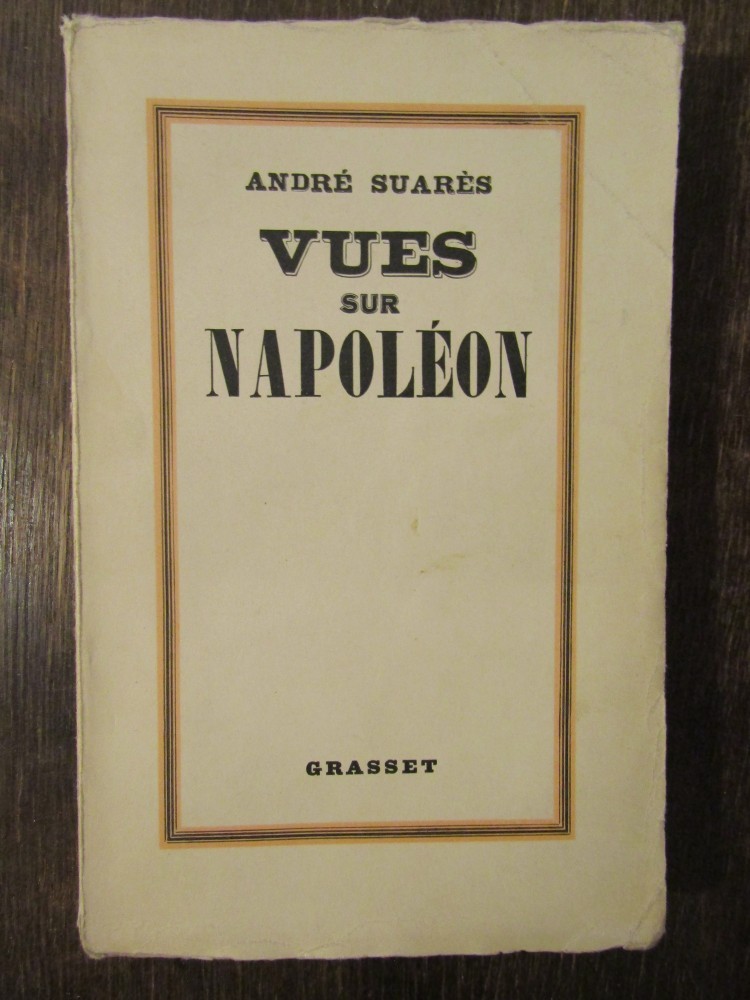 ANDRÉ SUARÈS
VUES
SUR
NAPOLÉON
GRASSET